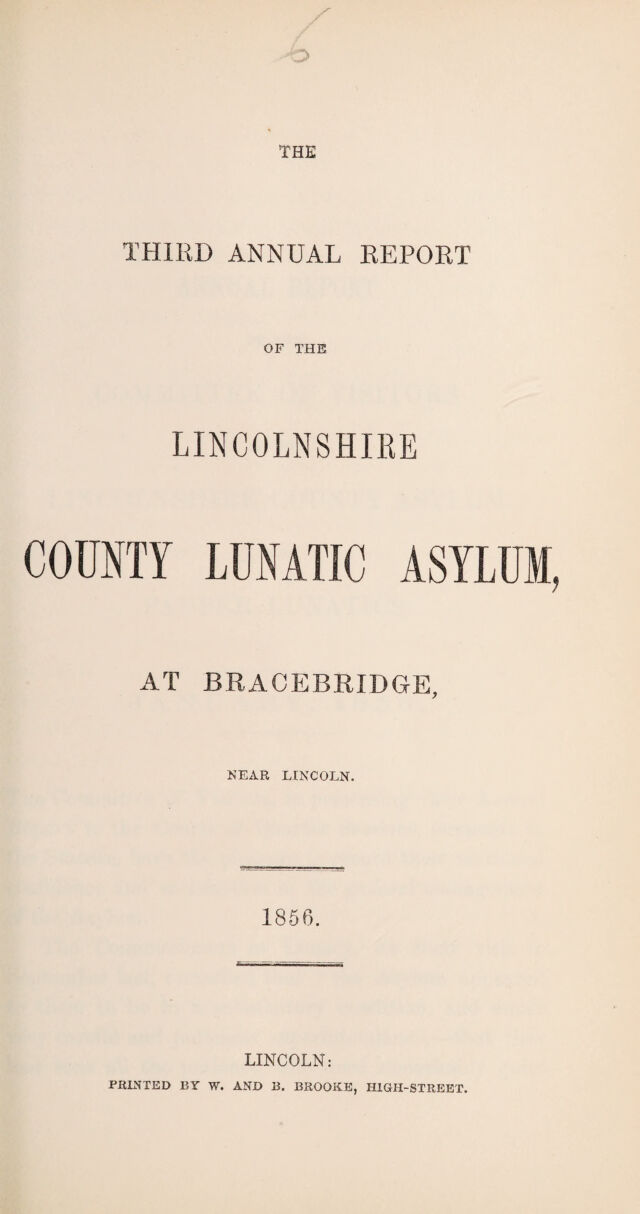 6
THE
THIRD ANNUAL REPORT
OF THE
LINCOLNSHIRE
COUNTY LUNATIC ASYLUM,
AT BRACEBRIDGE,
NEAR LINCOLN.
1856.
LINCOLN:
PRINTED BY W. AND B. BROOKE, HIGH-STREET.